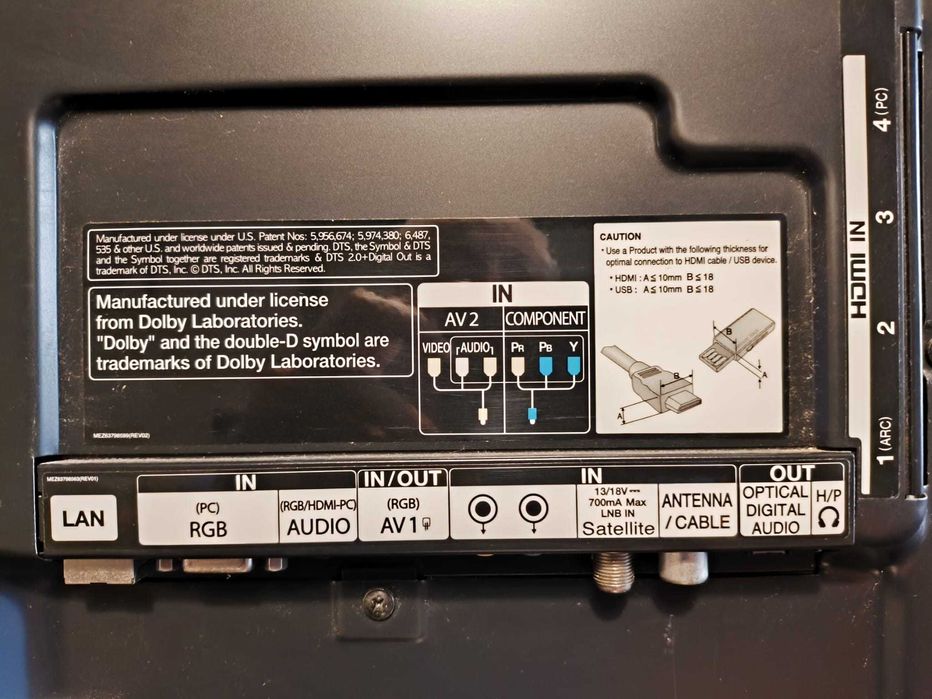 Manufactured under license under U.S. Patent Nos: 5,956,674; 5,974,380; 6,487,
535 & other U.S. and worldwide patents issued & pending. DTS, the Symbol & DTS
and the Symbol together are registered trademarks & DTS 2.0+Digital Out is a
trademark of DTS, Inc. © DTS, Inc. All Rights Reserved.
Manufactured under license
from Dolby Laboratories.
"Dolby" and the double-D symbol are
trademarks of Dolby Laboratories.
MEZ63798599(REV02)
IN
AV2 COMPONENT
VIDEO AUDIO PR PB Y
CAUTION
• Use a Product with the following thickness for
optimal connection to HDMI cable / USB device.
• HDMI : A≤10mm B≤18
• USB : A≤10mm B≤18
B
A
B
A
HDMI IN
4(PC)
3
2
1(ARC)
LAN
IN
(PC)
RGB
(RGB/HDMI-PC)
AUDIO
IN/OUT
(RGB)
AV1
IN
13/18V⎓
700mA Max
LNB IN
Satellite
ANTENNA
/CABLE
OUT
OPTICAL
DIGITAL
AUDIO
H/P